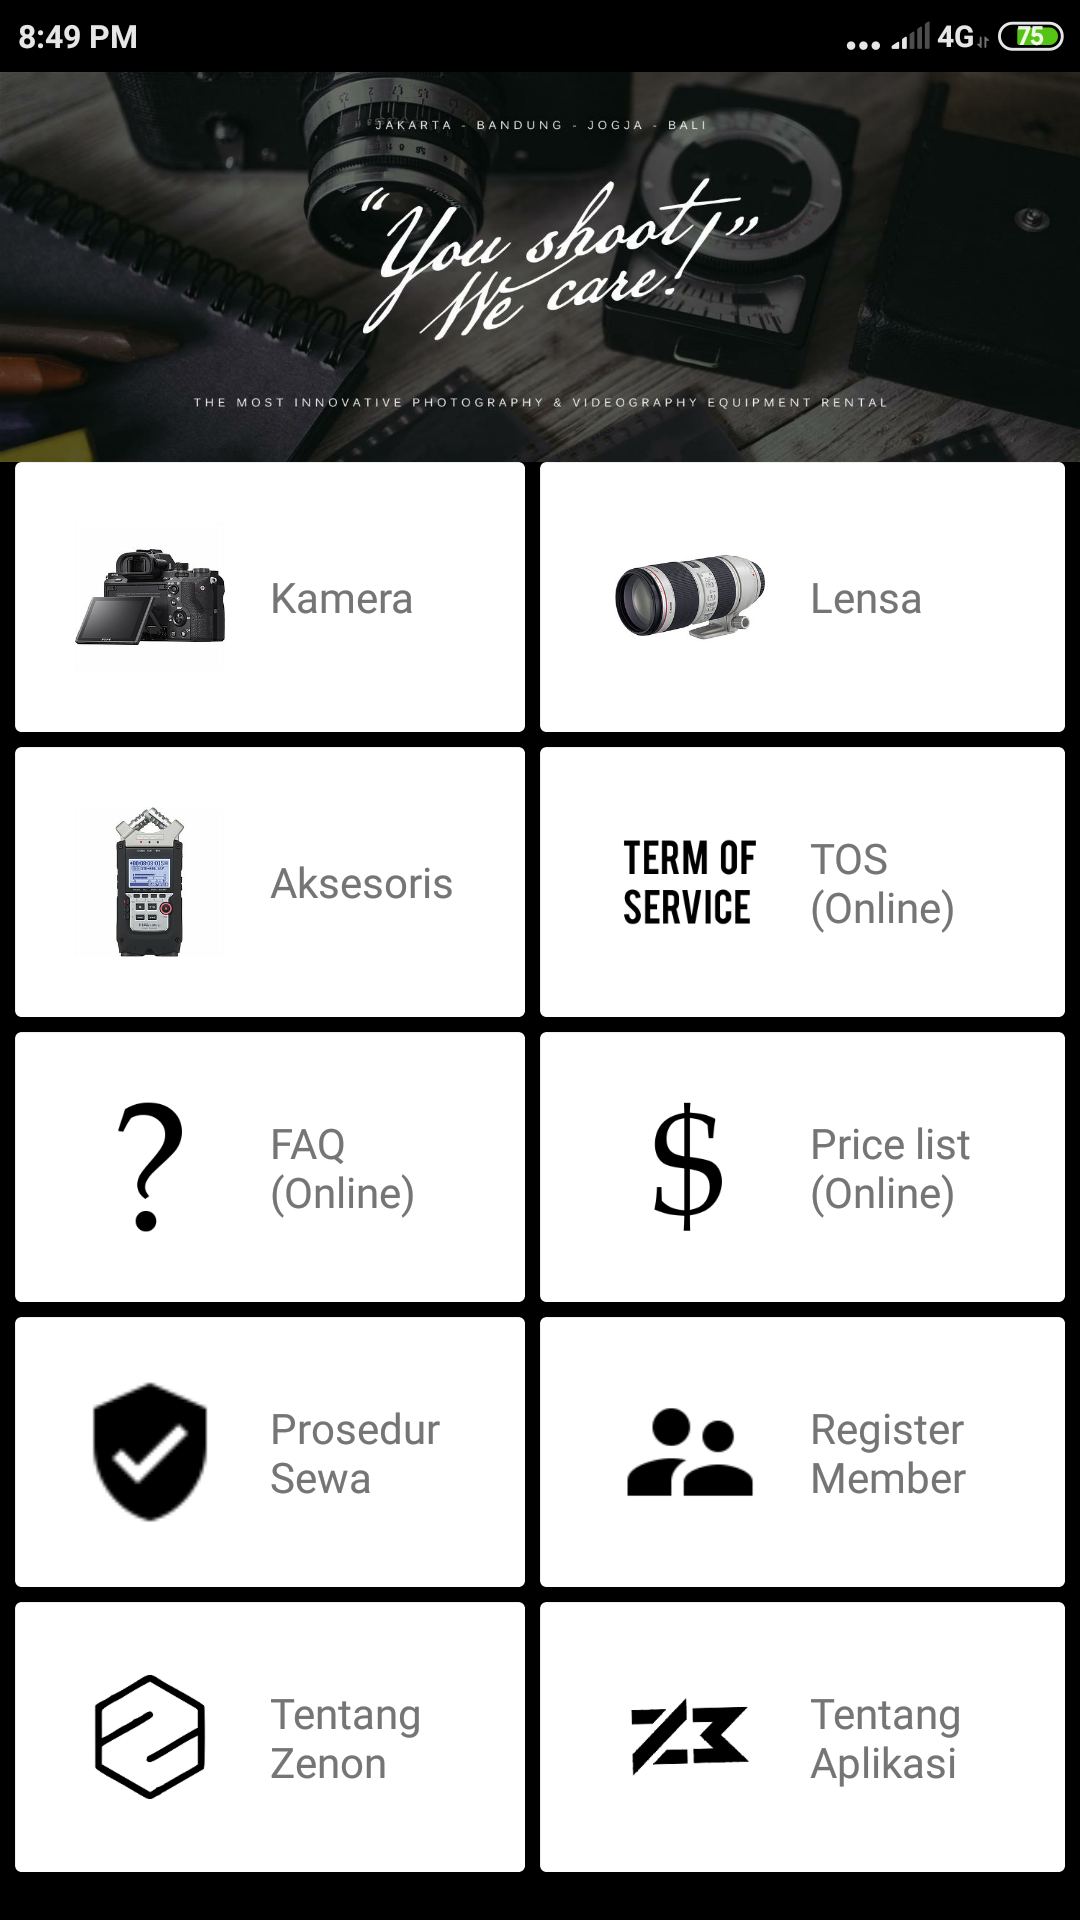 8:49 PM
4G
75
JAKARTA - BANDUNG - JOGJA - BALI
“You shoot,
We care!”
THE MOST INNOVATIVE PHOTOGRAPHY & VIDEOGRAPHY EQUIPMENT RENTAL
Kamera
Lensa
Aksesoris
TERM OF
SERVICE
TOS
(Online)
?
FAQ
(Online)
$
Price list
(Online)
Prosedur
Sewa
Register
Member
Tentang
Zenon
Tentang
Aplikasi